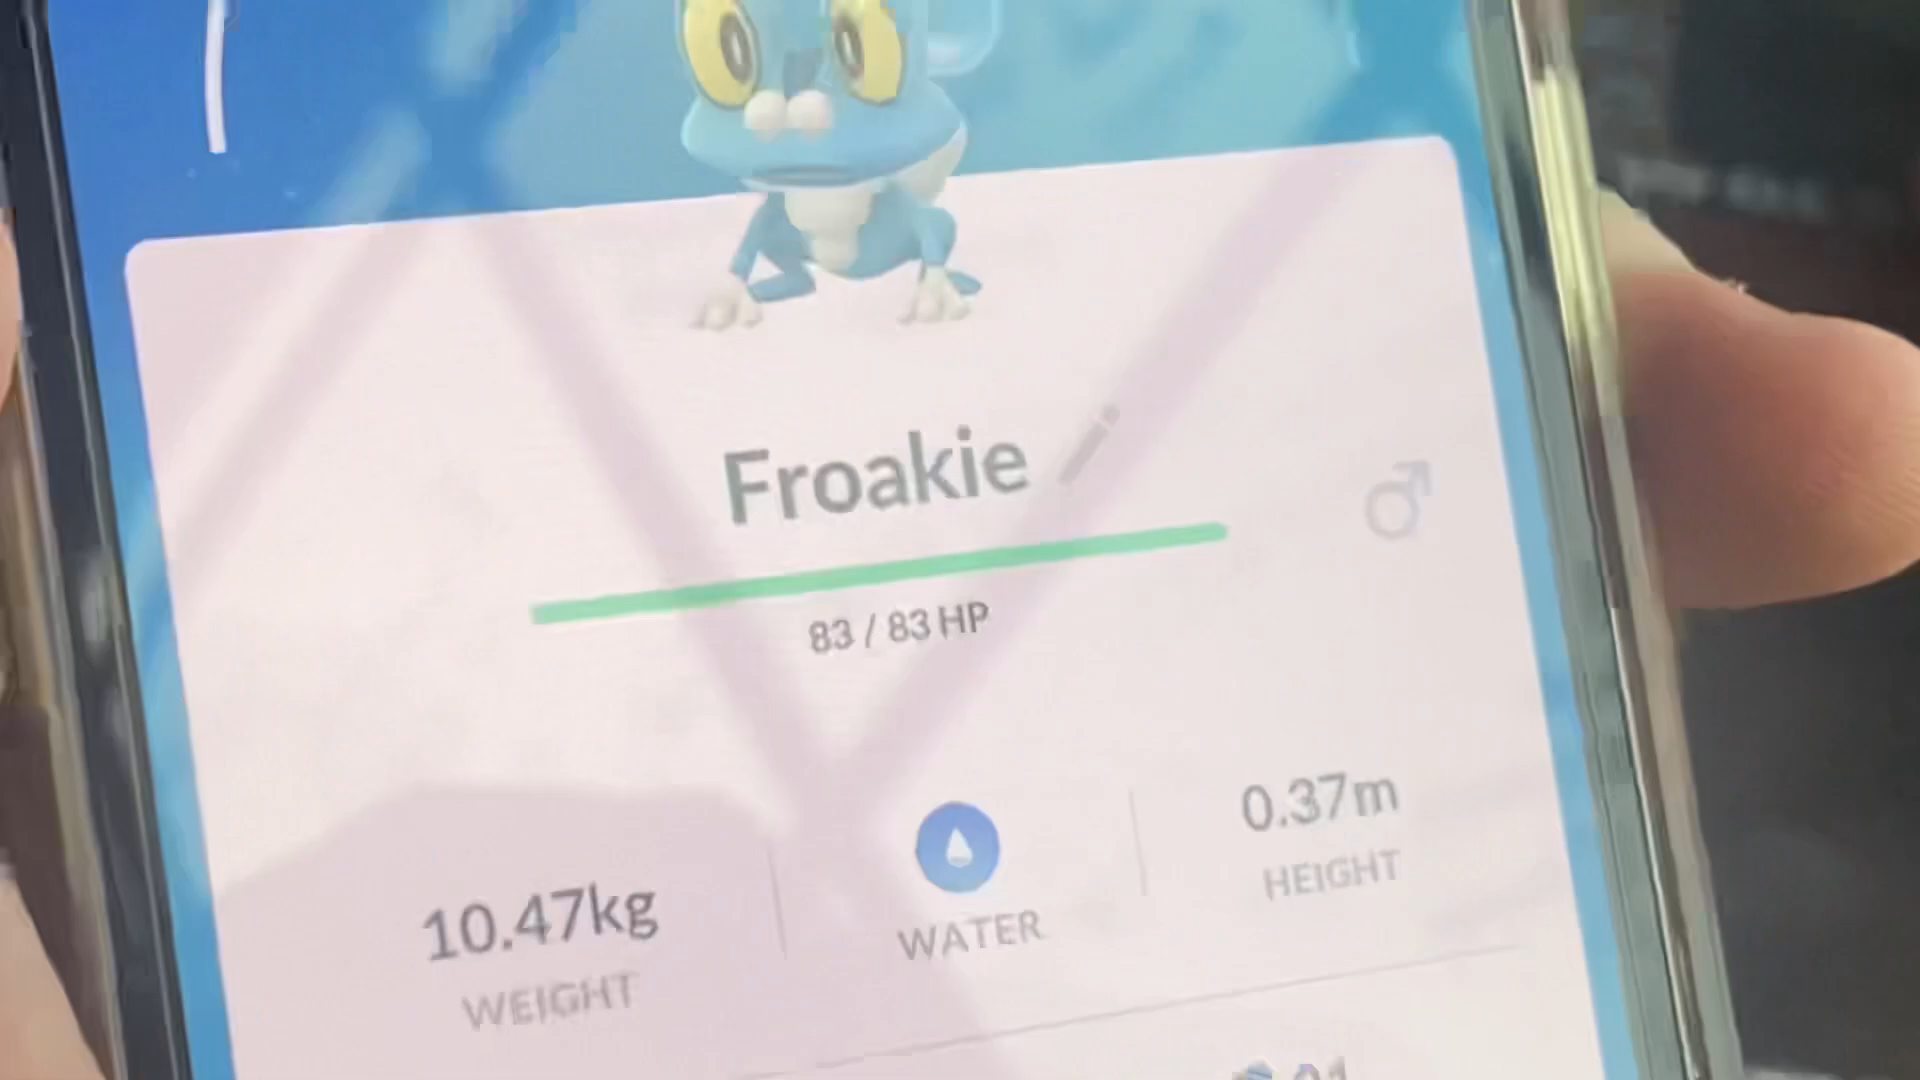 Froakie
83 / 83 HP
10.47kg
WEIGHT
WATER
0.37m
HEIGHT